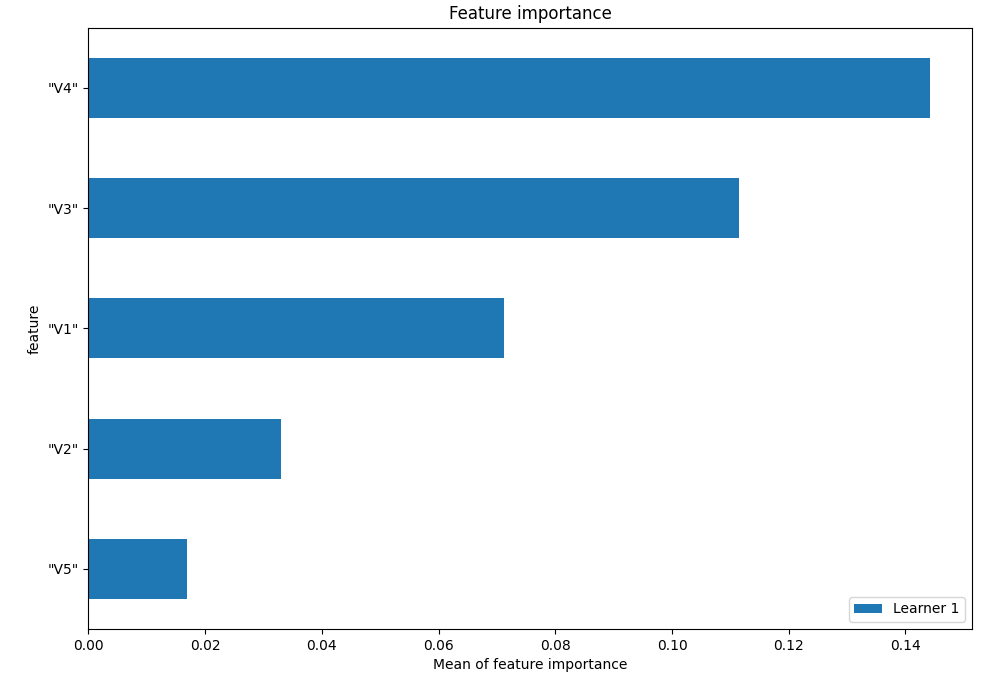 Feature importance
"V4"
"V3"
"V1"
"V2"
"V5"
feature
Learner 1
0.00 0.02 0.04 0.06 0.08 0.10 0.12 0.14
Mean of feature importance